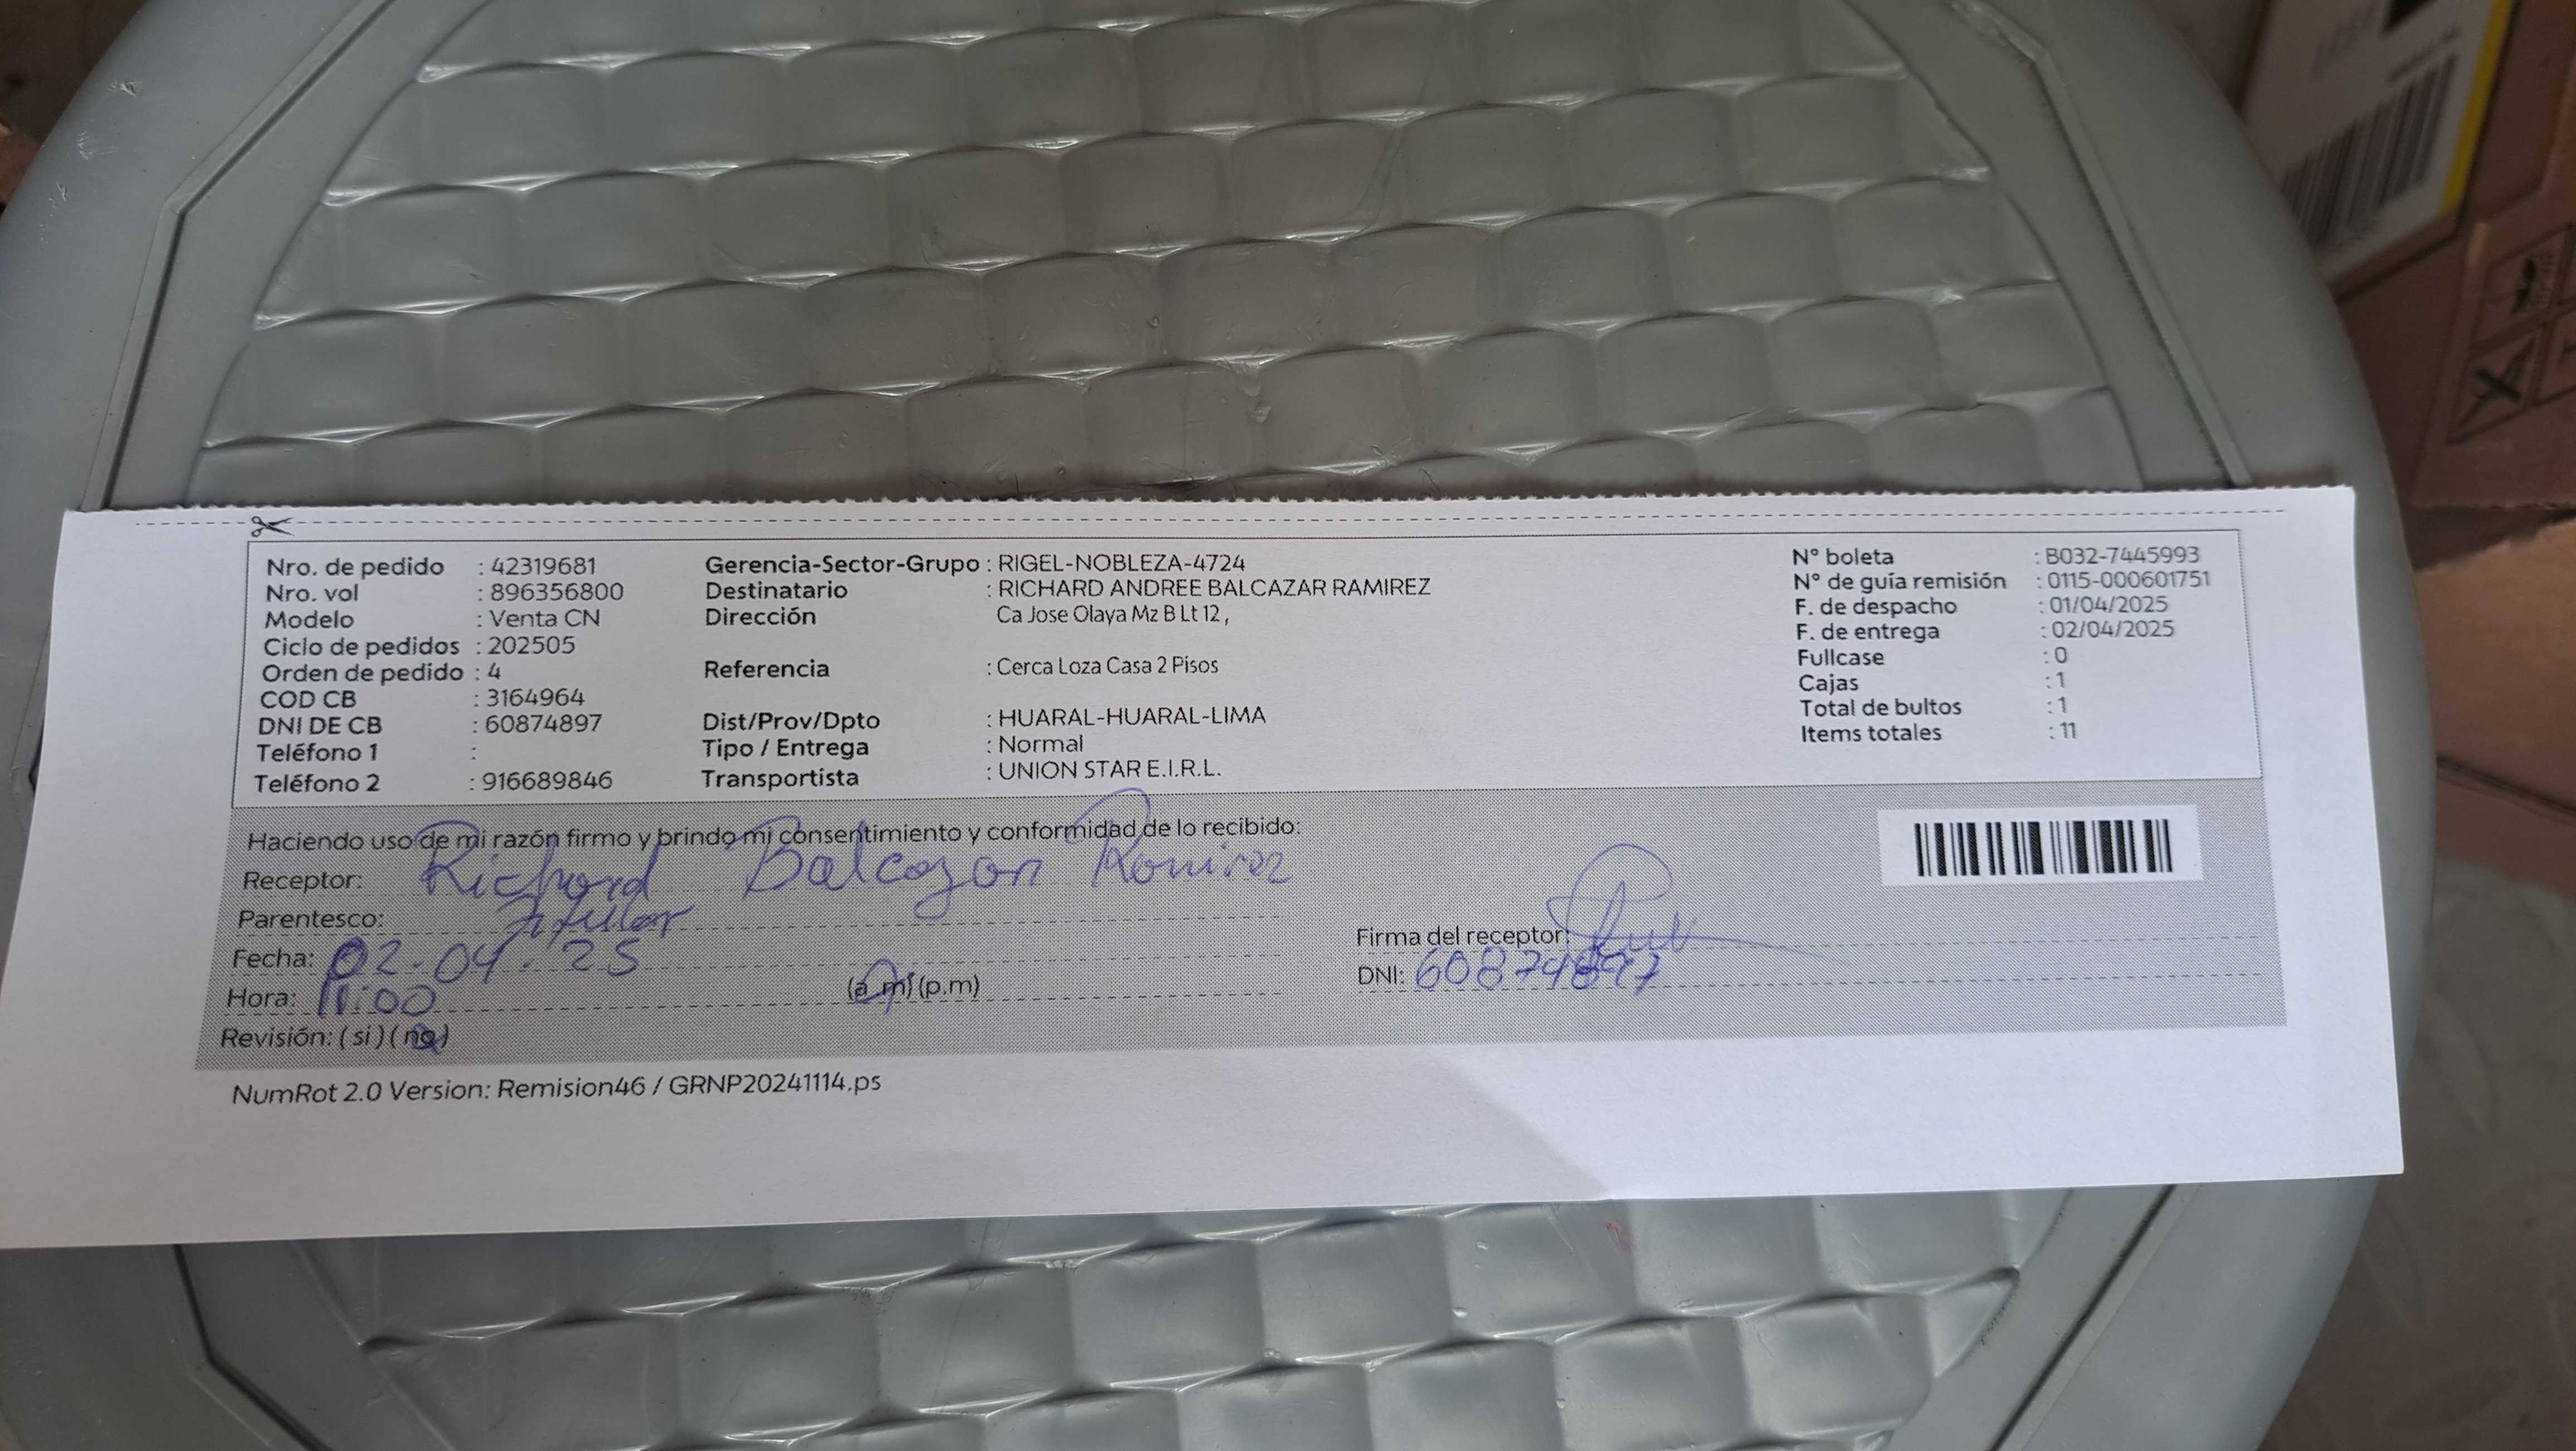 Nro. de pedido : 42319681
Nro. vol : 896356800
Modelo : Venta CN
Ciclo de pedidos : 202505
Orden de pedido : 4
COD CB : 3164964
DNI DE CB : 60874897
Teléfono 1 :
Teléfono 2 : 916689846
Gerencia-Sector-Grupo : RIGEL-NOBLEZA-4724
Destinatario : RICHARD ANDREE BALCAZAR RAMIREZ
Dirección Ca Jose Olaya Mz B Lt 12 ,
Referencia : Cerca Loza Casa 2 Pisos
Dist/Prov/Dpto : HUARAL-HUARAL-LIMA
Tipo / Entrega : Normal
Transportista : UNION STAR E.I.R.L.
N° boleta : B032-7445993
N° de guía remisión : 0115-000601751
F. de despacho : 01/04/2025
F. de entrega : 02/04/2025
Fullcase : 0
Cajas : 1
Total de bultos : 1
Items totales : 11
Haciendo uso de mi razón firmo y brindo mi consentimiento y conformidad de lo recibido:
Receptor: Richard Balcazar Ramirez
Parentesco: Titular
Fecha: 02.04.25
Hora: 11:00 (a.m) (p.m)
Revisión: ( si ) ( no )
Firma del receptor:
DNI: 60874897
NumRot 2.0 Version: Remision46 / GRNP20241114.ps